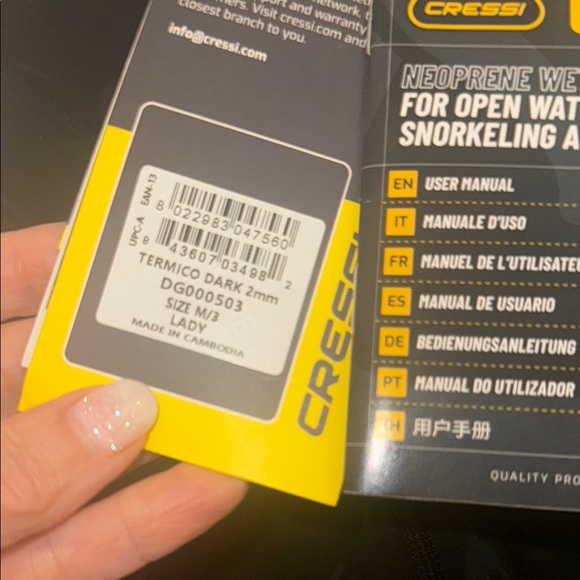 network,
port and warranty
Visit cressi.com and
closest branch to you.
info@cressi.com
EAN-13
8 022983 047560
UPC-A
8 43607 03498 2
TERMICO DARK 2mm
DG000503
SIZE M/3
LADY
MADE IN CAMBODIA
CRESSI
CRESSI
NEOPRENE WE
FOR OPEN WAT
SNORKELING A
EN USER MANUAL
IT MANUALE D'USO
FR MANUEL DE L'UTILISATEU
ES MANUAL DE USUARIO
DE BEDIENUNGSANLEITUNG
PT MANUAL DO UTILIZADOR
用户手册
QUALITY PRO